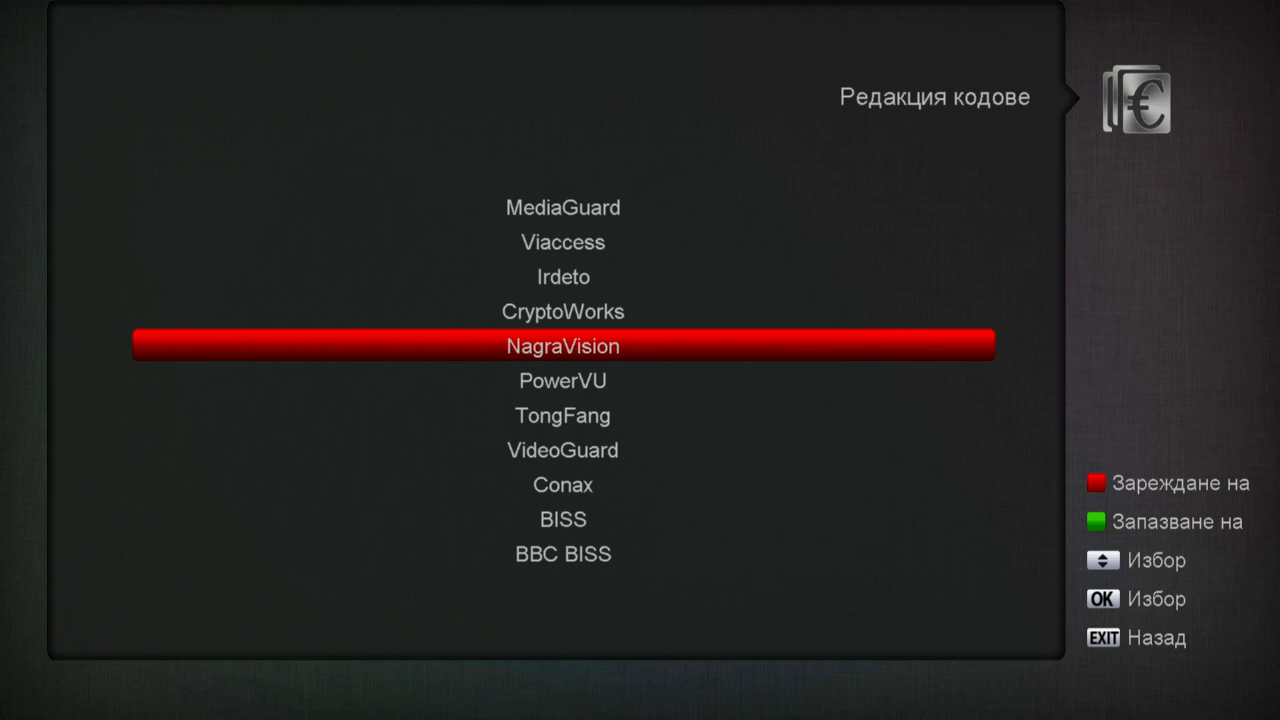 Редакция кодове
€
MediaGuard
Viaccess
Irdeto
CryptoWorks
NagraVision
PowerVU
TongFang
VideoGuard
Conax
BISS
BBC BISS
Зареждане на
Запазване на
Избор
OK Избор
EXIT Назад